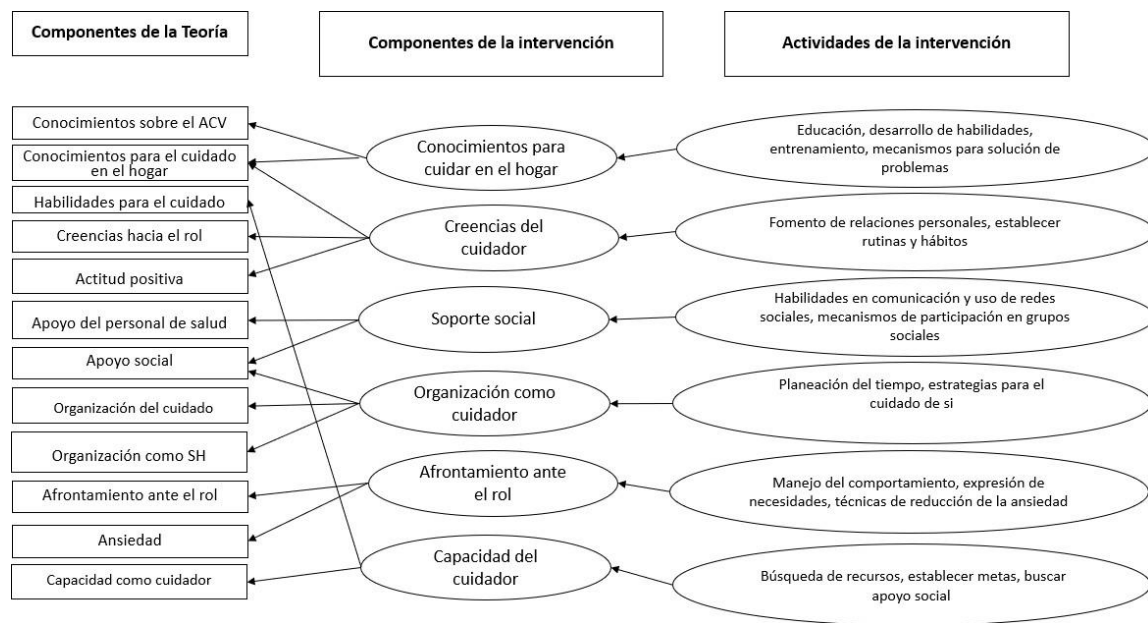 Componentes de la Teoría
Componentes de la intervención
Actividades de la intervención
Conocimientos sobre el ACV
Conocimientos para el cuidado
en el hogar
Habilidades para el cuidado
Creencias hacia el rol
Actitud positiva
Apoyo del personal de salud
Apoyo social
Organización del cuidado
Organización como SH
Afrontamiento ante el rol
Ansiedad
Capacidad como cuidador
Conocimientos para
cuidar en el hogar
Creencias del
cuidador
Soporte social
Organización como
cuidador
Afrontamiento ante
el rol
Capacidad del
cuidador
Educación, desarrollo de habilidades,
entrenamiento, mecanismos para solución de
problemas
Fomento de relaciones personales, establecer
rutinas y hábitos
Habilidades en comunicación y uso de redes
sociales, mecanismos de participación en grupos
sociales
Planeación del tiempo, estrategias para el
cuidado de si
Manejo del comportamiento, expresión de
necesidades, técnicas de reducción de la ansiedad
Búsqueda de recursos, establecer metas, buscar
apoyo social